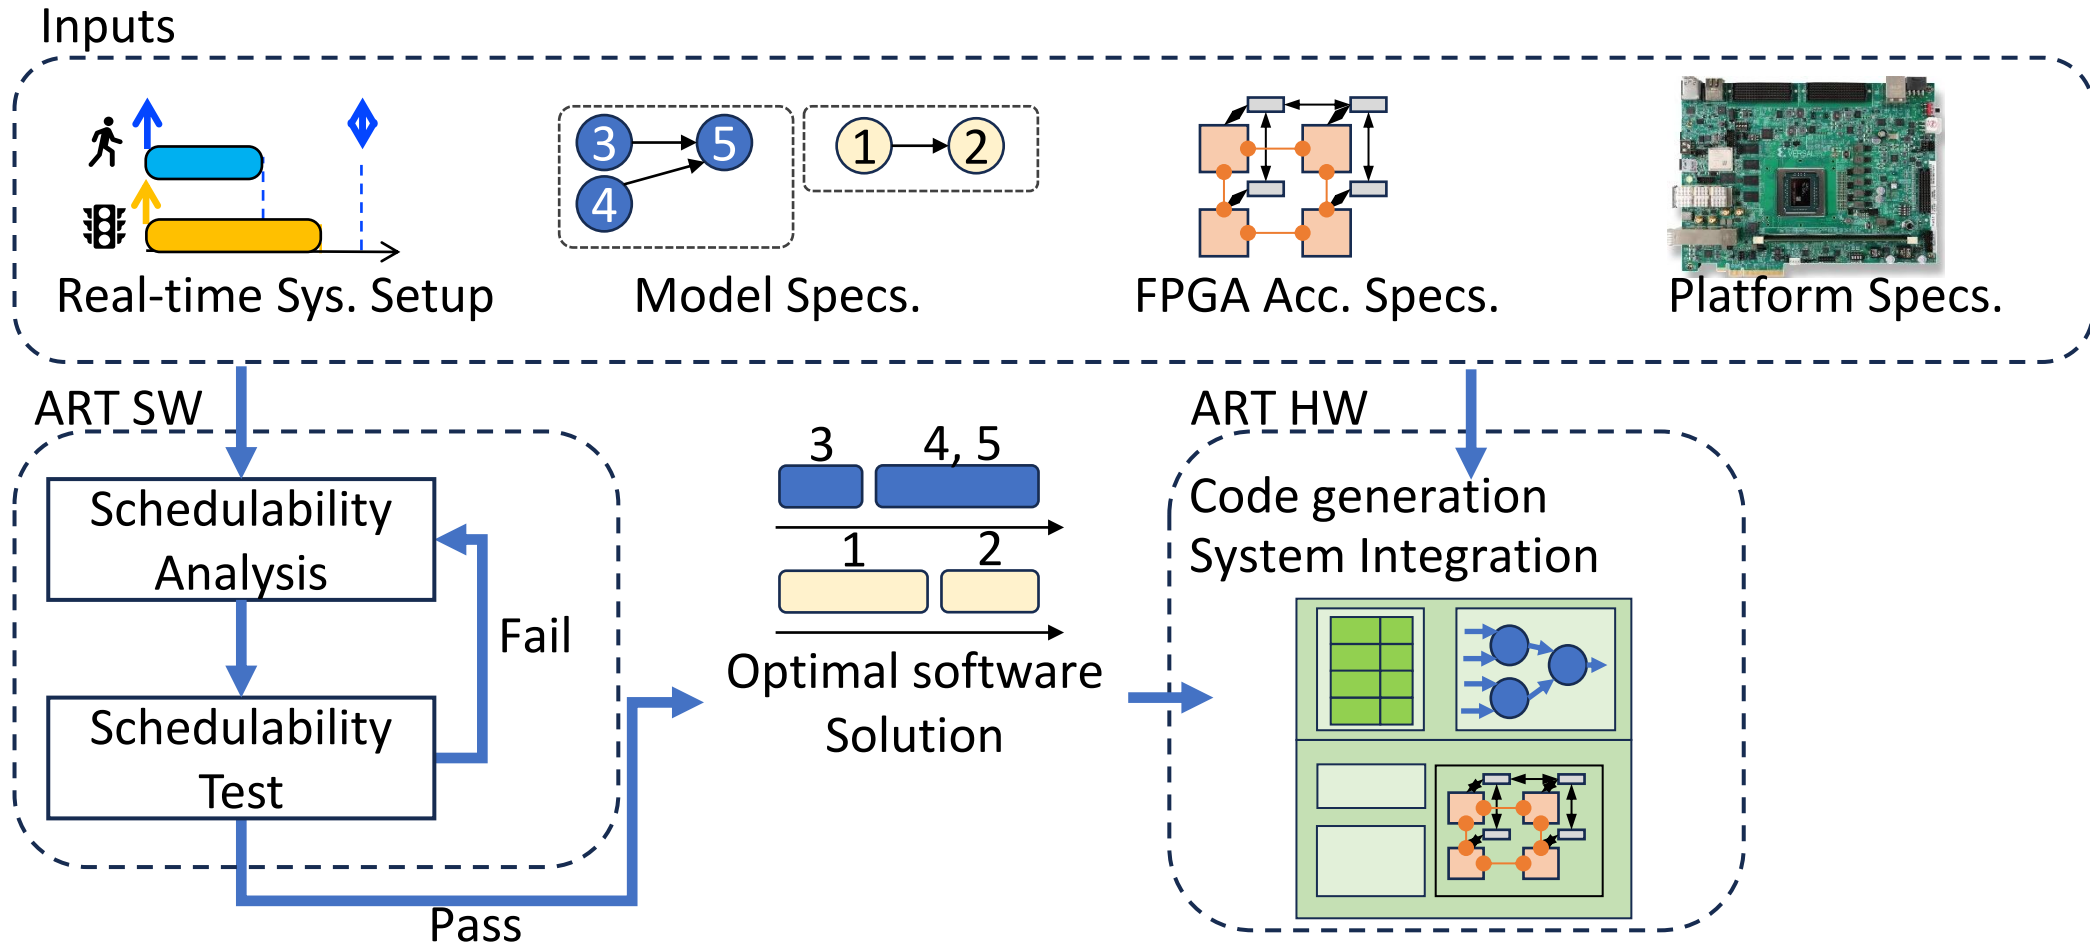 Inputs
3
5
4
1
2
Real-time Sys. Setup
Model Specs.
FPGA Acc. Specs.
Platform Specs.
ART SW
Schedulability
Analysis
Fail
Schedulability
Test
Pass
3
4, 5
1
2
Optimal software
Solution
ART HW
Code generation
System Integration